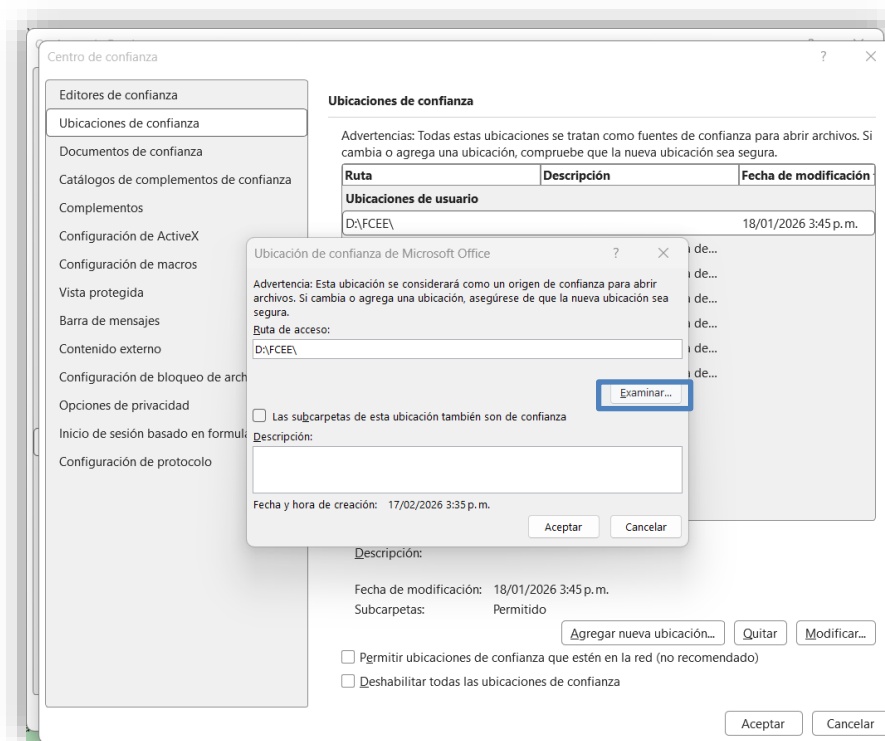 Centro de confianza
Editores de confianza
Ubicaciones de confianza
Documentos de confianza
Catálogos de complementos de confianza
Complementos
Configuración de ActiveX
Configuración de macros
Vista protegida
Barra de mensajes
Contenido externo
Configuración de bloqueo de arch
Opciones de privacidad
Inicio de sesión basado en formul
Configuración de protocolo
Ubicaciones de confianza
Advertencias: Todas estas ubicaciones se tratan como fuentes de confianza para abrir archivos. Si
cambia o agrega una ubicación, compruebe que la nueva ubicación sea segura.
Ruta Descripción Fecha de modificación
Ubicaciones de usuario
D:\FCEE\ 18/01/2026 3:45 p. m.
de...
de...
de...
de...
de...
de...
Ubicación de confianza de Microsoft Office
Advertencia: Esta ubicación se considerará como un origen de confianza para abrir
archivos. Si cambia o agrega una ubicación, asegúrese de que la nueva ubicación sea
segura.
Ruta de acceso:
D:\FCEE\
Examinar...
Las subcarpetas de esta ubicación también son de confianza
Descripción:
Fecha y hora de creación: 17/02/2026 3:35 p. m.
Aceptar Cancelar
Descripción:
Fecha de modificación: 18/01/2026 3:45 p. m.
Subcarpetas: Permitido
Agregar nueva ubicación... Quitar Modificar...
Permitir ubicaciones de confianza que estén en la red (no recomendado)
Deshabilitar todas las ubicaciones de confianza
Aceptar Cancelar